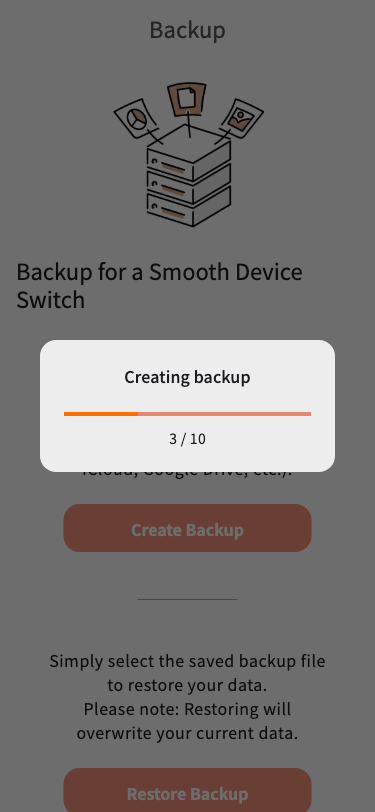 Backup
Backup for a Smooth Device
Switch
Creating backup
3 / 10
Google Drive, etc.).
Create Backup
Simply select the saved backup file
to restore your data.
Please note: Restoring will
overwrite your current data.
Restore Backup